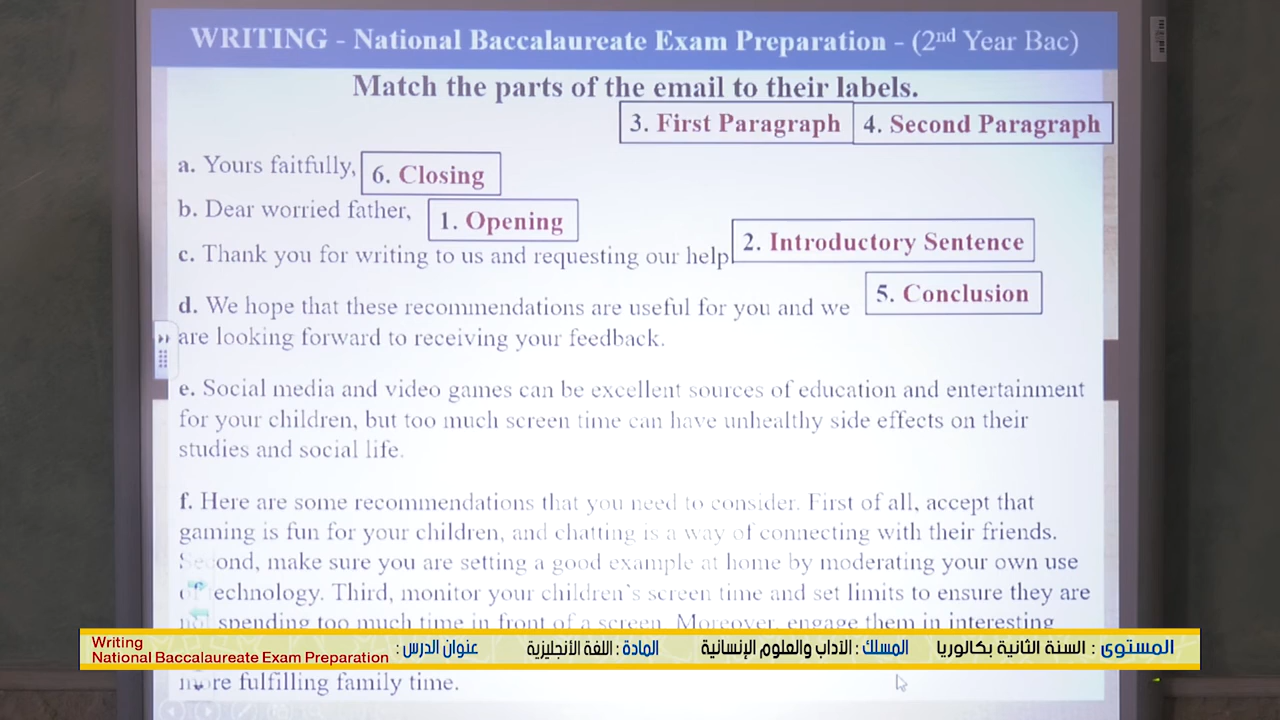 WRITING - National Baccalaureate Exam Preparation - (2nd Year Bac)
Match the parts of the email to their labels.
3. First Paragraph
4. Second Paragraph
a. Yours faithfully,
6. Closing
b. Dear worried father,
1. Opening
c. Thank you for writing to us and requesting our help
2. Introductory Sentence
d. We hope that these recommendations are useful for you and we
5. Conclusion
are looking forward to receiving your feedback.
e. Social media and video games can be excellent sources of education and entertainment
for your children, but too much screen time can have unhealthy side effects on their
studies and social life.
f. Here are some recommendations that you need to consider. First of all, accept that
gaming is fun for your children, and chatting is a way of connecting with their friends.
Second, make sure you are setting a good example at home by moderating your own use
of technology. Third, monitor your children`s screen time and set limits to ensure they are
not spending too much time in front of a screen. Moreover, engage them in interesting
المستوى : السنة الثانية بكالوريا المسلك : الآداب والعلوم الإنسانية المادة : اللغة الأنجليزية عنوان الدرس :
Writing
National Baccalaureate Exam Preparation
more fulfilling family time.